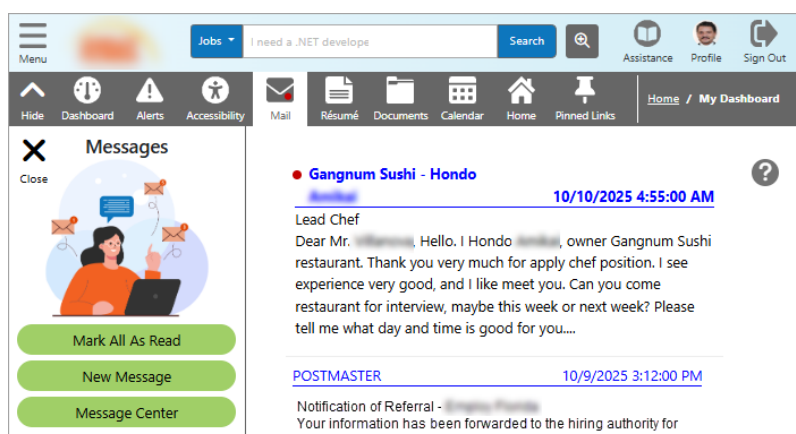 Jobs
I need a .NET develope
Search
Menu
Assistance
Profile
Sign Out
Hide
Dashboard
Alerts
Accessibility
Mail
Résumé
Documents
Calendar
Home
Pinned Links
Home / My Dashboard
Close
Messages
Mark All As Read
New Message
Message Center
Gangnum Sushi - Hondo
10/10/2025 4:55:00 AM
Lead Chef
Dear Mr. , Hello. I Hondo , owner Gangnum Sushi
restaurant. Thank you very much for apply chef position. I see
experience very good, and I like meet you. Can you come
restaurant for interview, maybe this week or next week? Please
tell me what day and time is good for you....
?
POSTMASTER 10/9/2025 3:12:00 PM
Notification of Referral -
Your information has been forwarded to the hiring authority for